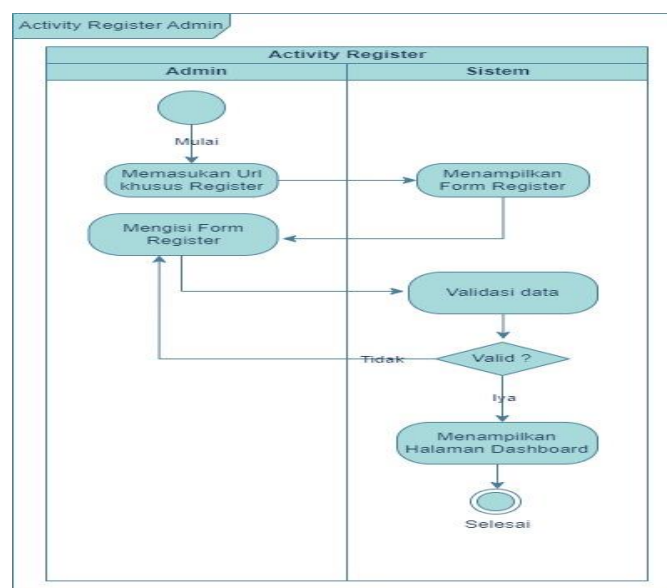 Activity Register Admin
Activity Register
Admin
Sistem
Mulai
Memasukan Url
khusus Register
Menampilkan
Form Register
Mengisi Form
Register
Validasi data
Valid ?
Tidak
Iya
Menampilkan
Halaman Dashboard
Selesai